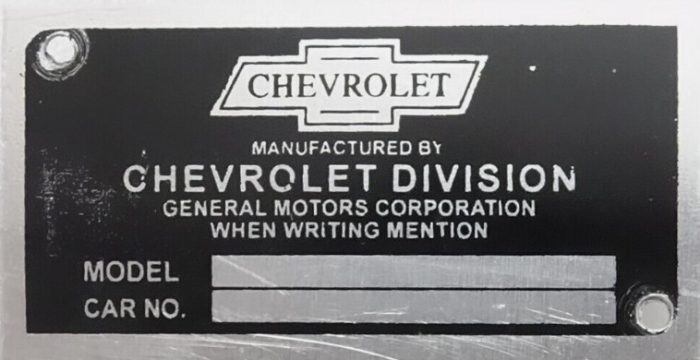 CHEVROLET
MANUFACTURED BY
CHEVROLET DIVISION
GENERAL MOTORS CORPORATION
WHEN WRITING MENTION
MODEL
CAR NO.